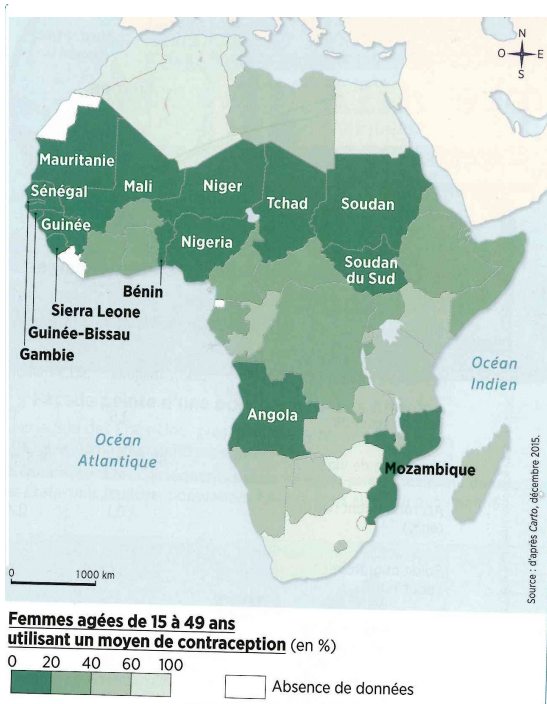 N
O E
S
Mauritanie
Sénégal
Mali
Niger
Tchad
Soudan
Guinée
Nigeria
Soudan
du Sud
Bénin
Sierra Leone
Guinée-Bissau
Gambie
Océan
Indien
Angola
Océan
Atlantique
Mozambique
0 1000 km
Source : d'après Carto, décembre 2015.
Femmes agées de 15 à 49 ans
utilisant un moyen de contraception (en %)
0 20 40 60 100
Absence de données